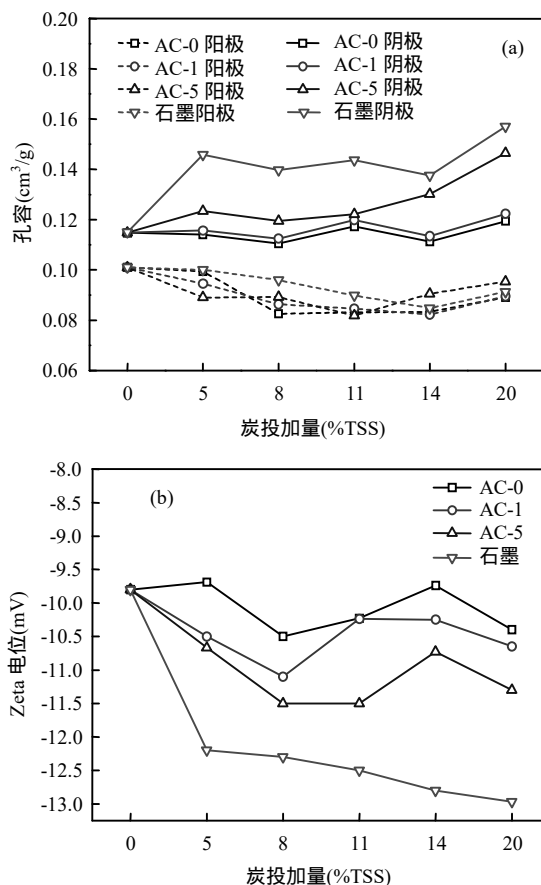 (a)
AC-0 阳极 AC-0 阴极
AC-1 阳极 AC-1 阴极
AC-5 阳极 AC-5 阴极
石墨阳极 石墨阴极
孔容(cm³/g)
0.20
0.18
0.16
0.14
0.12
0.10
0.08
0.06
0 5 8 11 14 20
炭投加量(%TSS)
(b)
AC-0
AC-1
AC-5
石墨
Zeta 电位(mV)
-8.0
-9.0
-9.5
-10.0
-10.5
-11.0
-11.5
-12.0
-12.5
-13.0
0 5 8 11 14 20
炭投加量(%TSS)